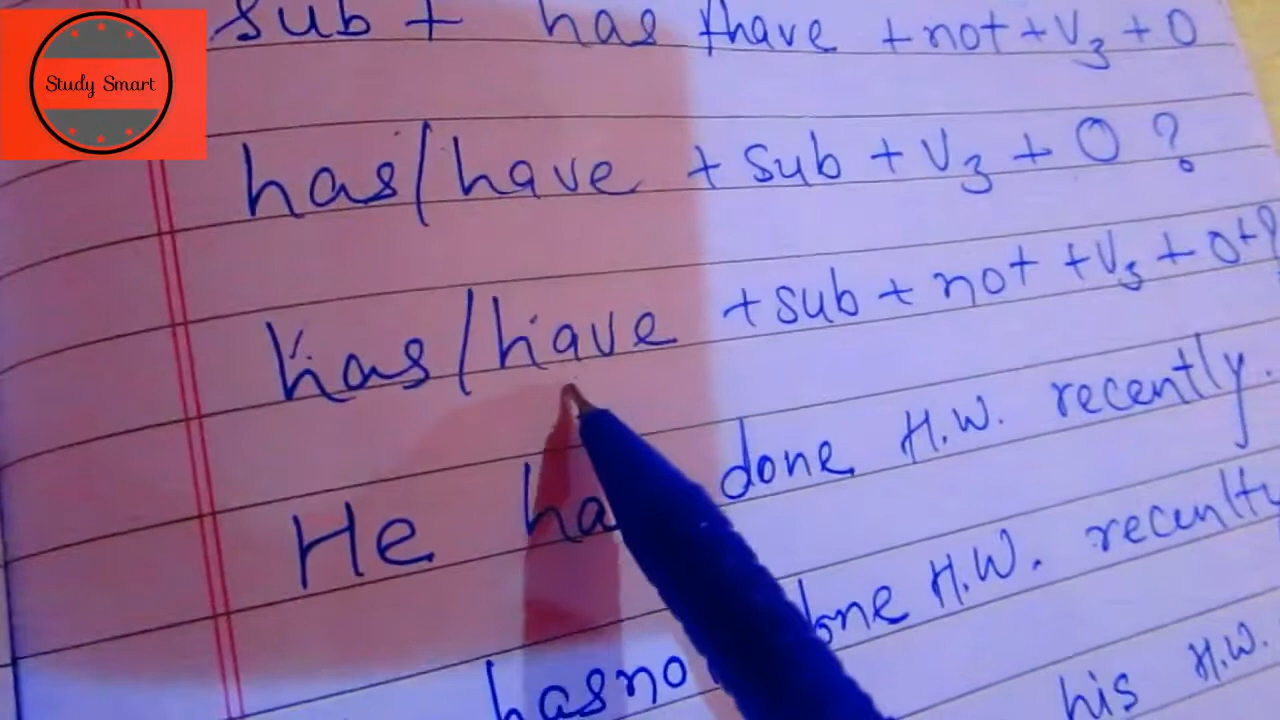 Study Smart
sub + has /have + not + V3 + O
has/have + sub + V3 + O ?
has/have + sub + not + V3 + O + ?
He done H.W. recently.
H.W.
his H.W.